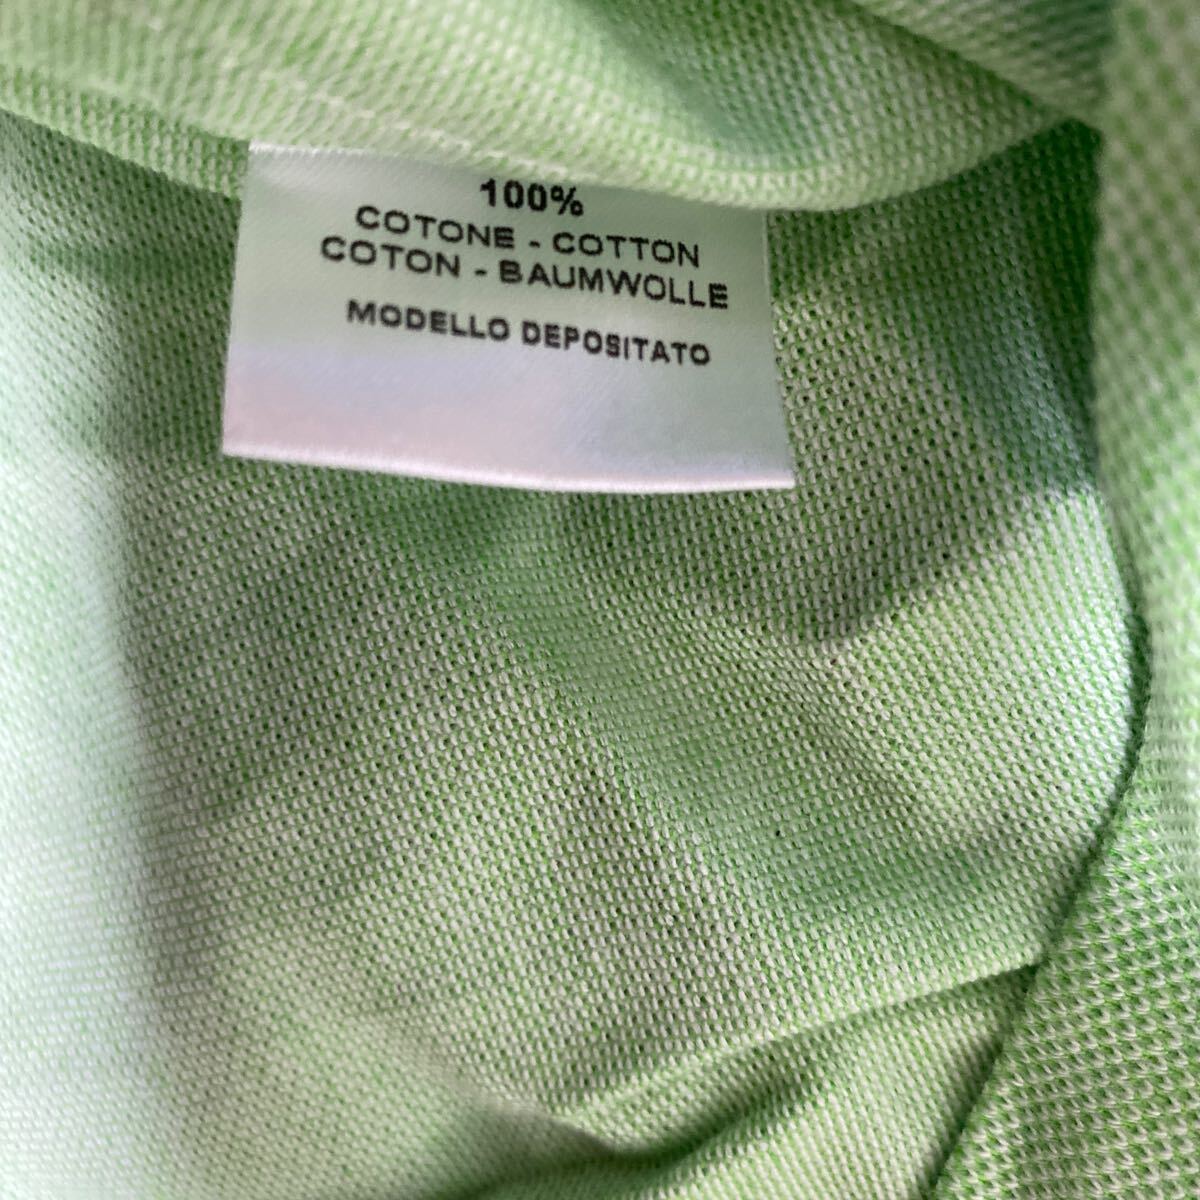 100%
COTONE - COTTON
COTON - BAUMWOLLE
MODELLO DEPOSITATO